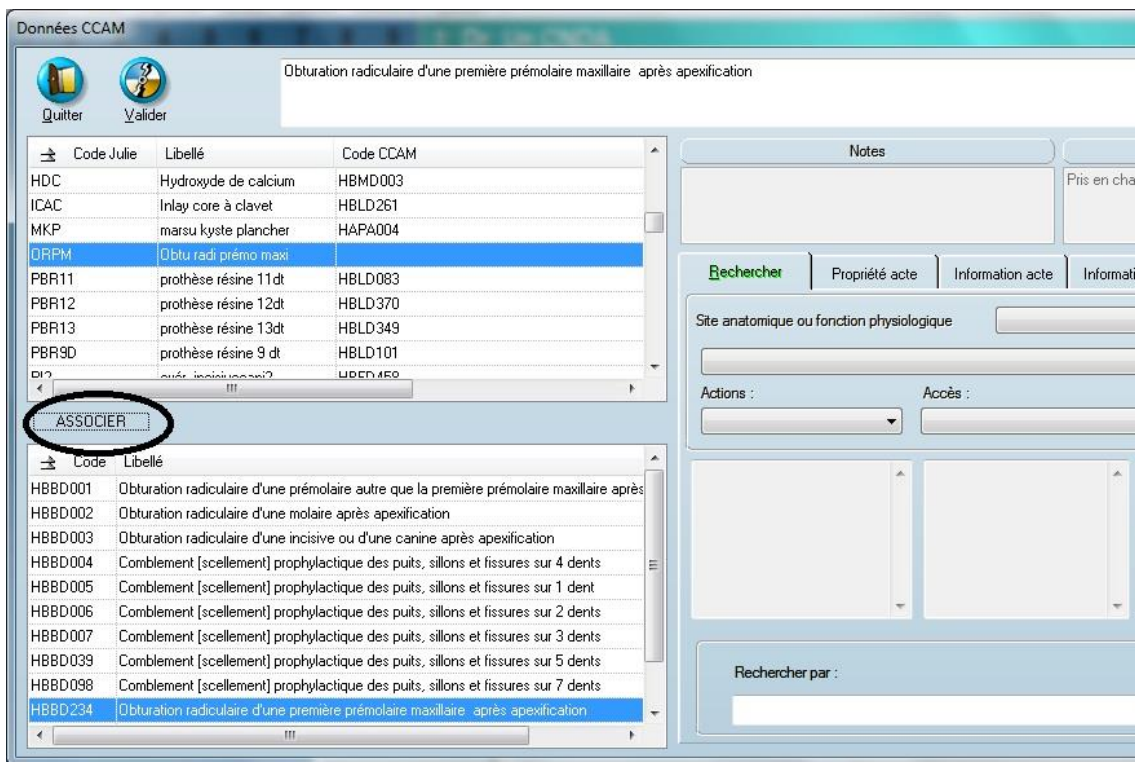 Données CCAM
Obturation radiculaire d'une première prémolaire maxillaire après apexification
Quitter Valider
Code Julie Libellé Code CCAM
HDC Hydroxyde de calcium HBMD003
ICAC Inlay core à clavet HBLD261
MKP marsu kyste plancher HAPA004
ORPM Obtu radi prémo maxi
PBR11 prothèse résine 11dt HBLD083
PBR12 prothèse résine 12dt HBLD370
PBR13 prothèse résine 13dt HBLD349
PBR9D prothèse résine 9 dt HBLD101
ASSOCIER
Code Libellé
HBBD001 Obturation radiculaire d'une prémolaire autre que la première prémolaire maxillaire après
HBBD002 Obturation radiculaire d'une molaire après apexification
HBBD003 Obturation radiculaire d'une incisive ou d'une canine après apexification
HBBD004 Comblement [scellement] prophylactique des puits, sillons et fissures sur 4 dents
HBBD005 Comblement [scellement] prophylactique des puits, sillons et fissures sur 1 dent
HBBD006 Comblement [scellement] prophylactique des puits, sillons et fissures sur 2 dents
HBBD007 Comblement [scellement] prophylactique des puits, sillons et fissures sur 3 dents
HBBD039 Comblement [scellement] prophylactique des puits, sillons et fissures sur 5 dents
HBBD098 Comblement [scellement] prophylactique des puits, sillons et fissures sur 7 dents
HBBD234 Obturation radiculaire d'une première prémolaire maxillaire après apexification
Notes
Pris en cha
Rechercher Propriété acte Information acte Informati
Site anatomique ou fonction physiologique
Actions : Accès :
Rechercher par :